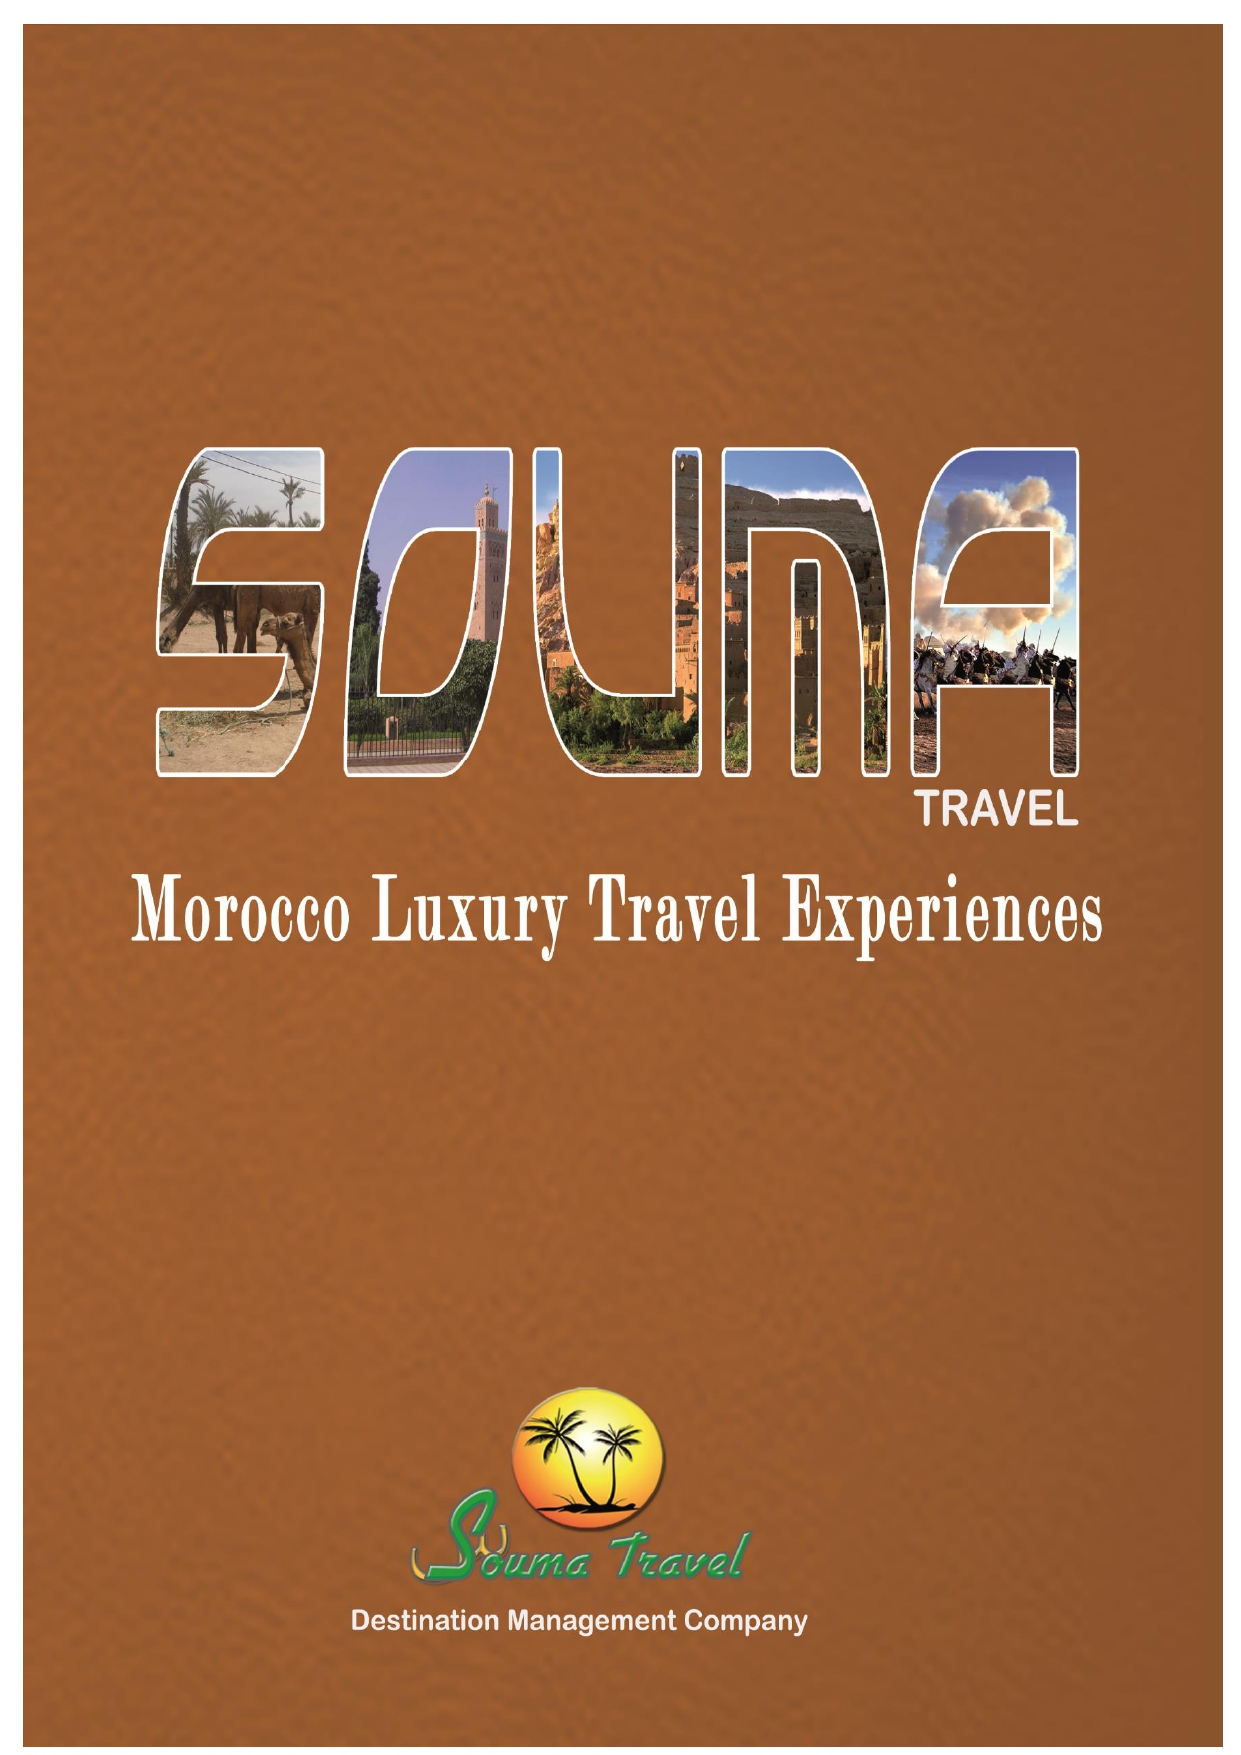 SOUMA
TRAVEL
Morocco Luxury Travel Experiences
Souma Travel
Destination Management Company